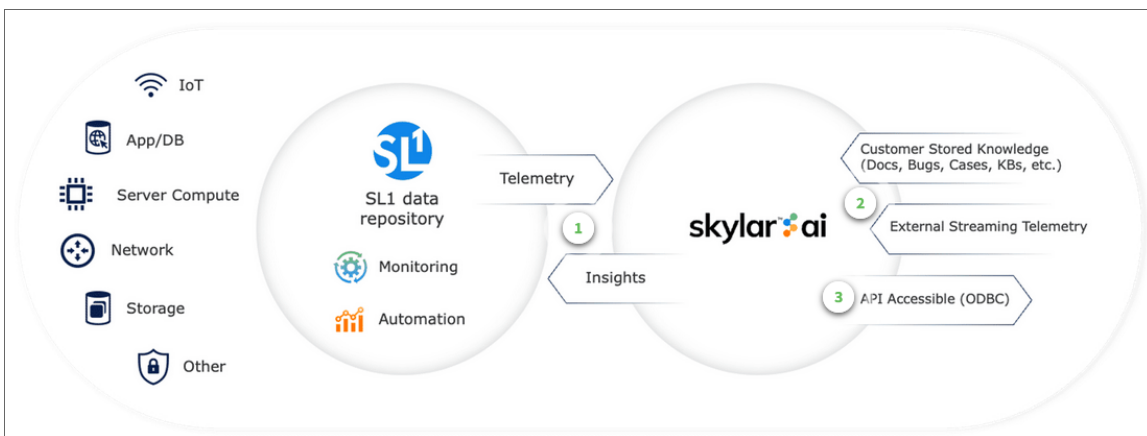 IoT
App/DB
Server Compute
Network
Storage
Other
SL1
SL1 data
repository
Monitoring
Automation
Telemetry
1
Insights
skylar ai
Customer Stored Knowledge
(Docs, Bugs, Cases, KBs, etc.)
2
External Streaming Telemetry
3
API Accessible (ODBC)